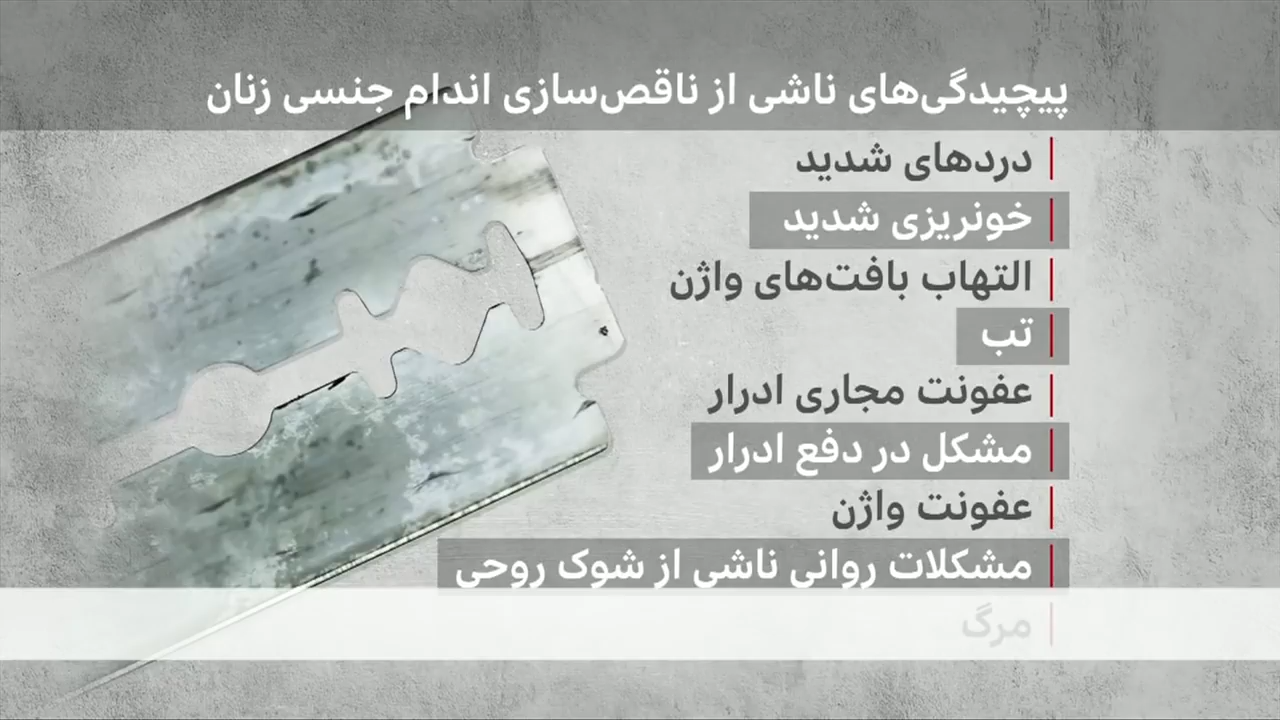 پیچیدگی‌های ناشی از ناقص‌سازی اندام جنسی زنان
دردهای شدید
خونریزی شدید
التهاب بافت‌های واژن
تب
عفونت مجاری ادرار
مشکل در دفع ادرار
عفونت واژن
مشکلات روانی ناشی از شوک روحی
مرگ